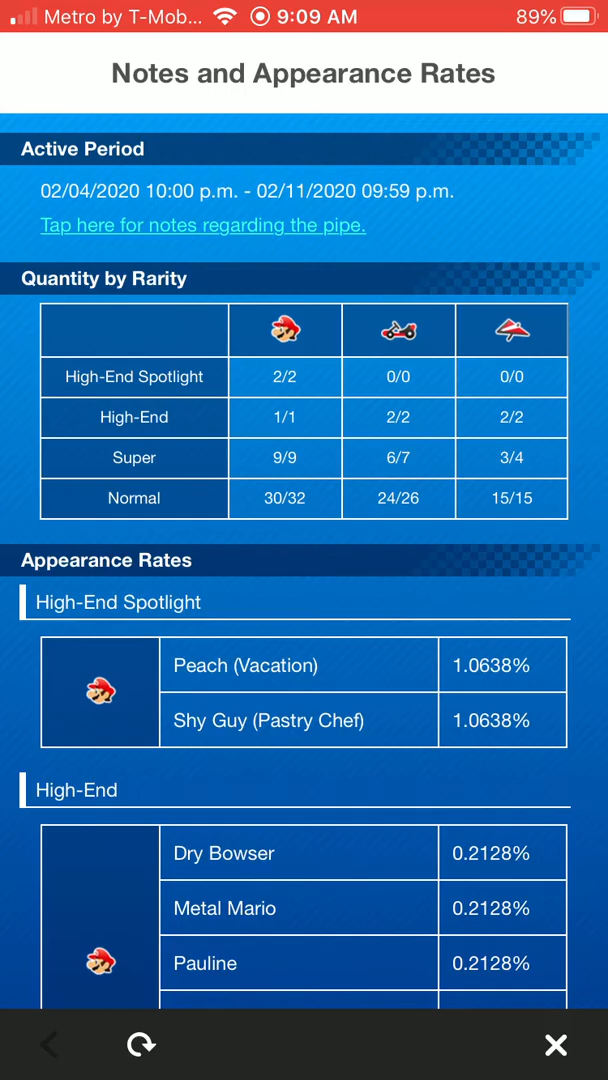 Metro by T-Mob... 9:09 AM 89%
Notes and Appearance Rates
Active Period
02/04/2020 10:00 p.m. - 02/11/2020 09:59 p.m.
Tap here for notes regarding the pipe.
Quantity by Rarity
High-End Spotlight 2/2 0/0 0/0
High-End 1/1 2/2 2/2
Super 9/9 6/7 3/4
Normal 30/32 24/26 15/15
Appearance Rates
High-End Spotlight
Peach (Vacation) 1.0638%
Shy Guy (Pastry Chef) 1.0638%
High-End
Dry Bowser 0.2128%
Metal Mario 0.2128%
Pauline 0.2128%